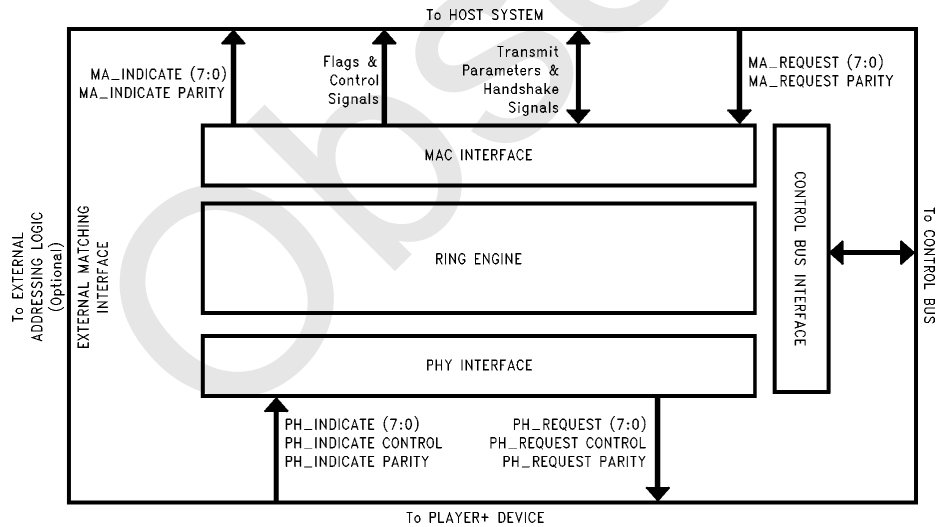 To HOST SYSTEM
MA_INDICATE (7:0)
MA_INDICATE PARITY
Flags &
Control
Signals
Transmit
Parameters &
Handshake
Signals
MA_REQUEST (7:0)
MA_REQUEST PARITY
MAC INTERFACE
RING ENGINE
PHY INTERFACE
CONTROL BUS INTERFACE
To CONTROL BUS
To EXTERNAL
ADDRESSING LOGIC
(Optional)
EXTERNAL MATCHING
INTERFACE
PH_INDICATE (7:0)
PH_INDICATE CONTROL
PH_INDICATE PARITY
PH_REQUEST (7:0)
PH_REQUEST CONTROL
PH_REQUEST PARITY
To PLAYER+ DEVICE